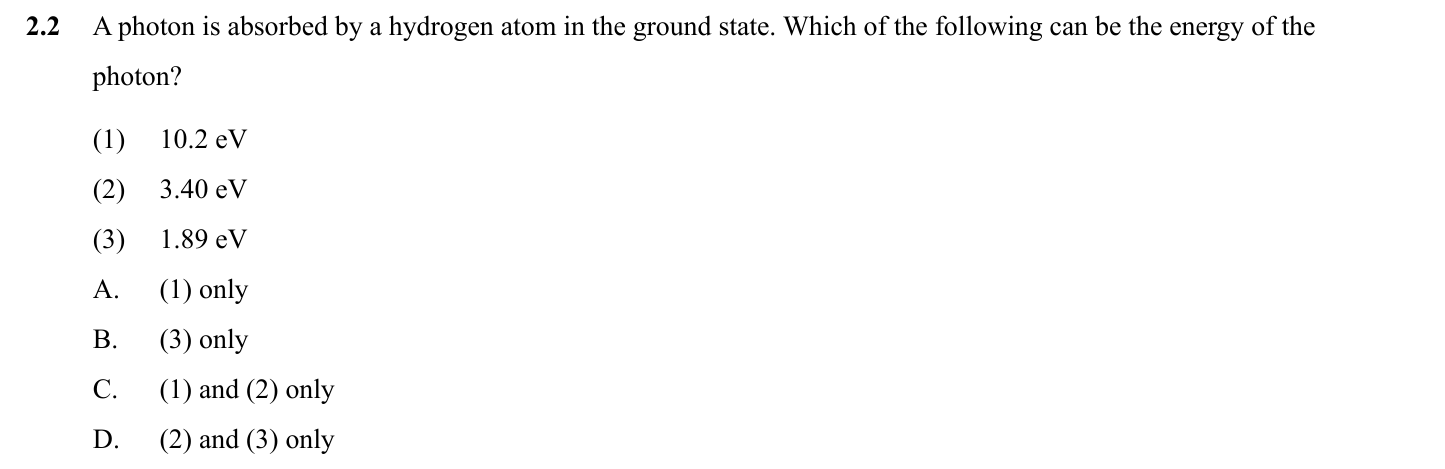 2.2 A photon is absorbed by a hydrogen atom in the ground state. Which of the following can be the energy of the
photon?
(1) 10.2 eV
(2) 3.40 eV
(3) 1.89 eV
A. (1) only
B. (3) only
C. (1) and (2) only
D. (2) and (3) only